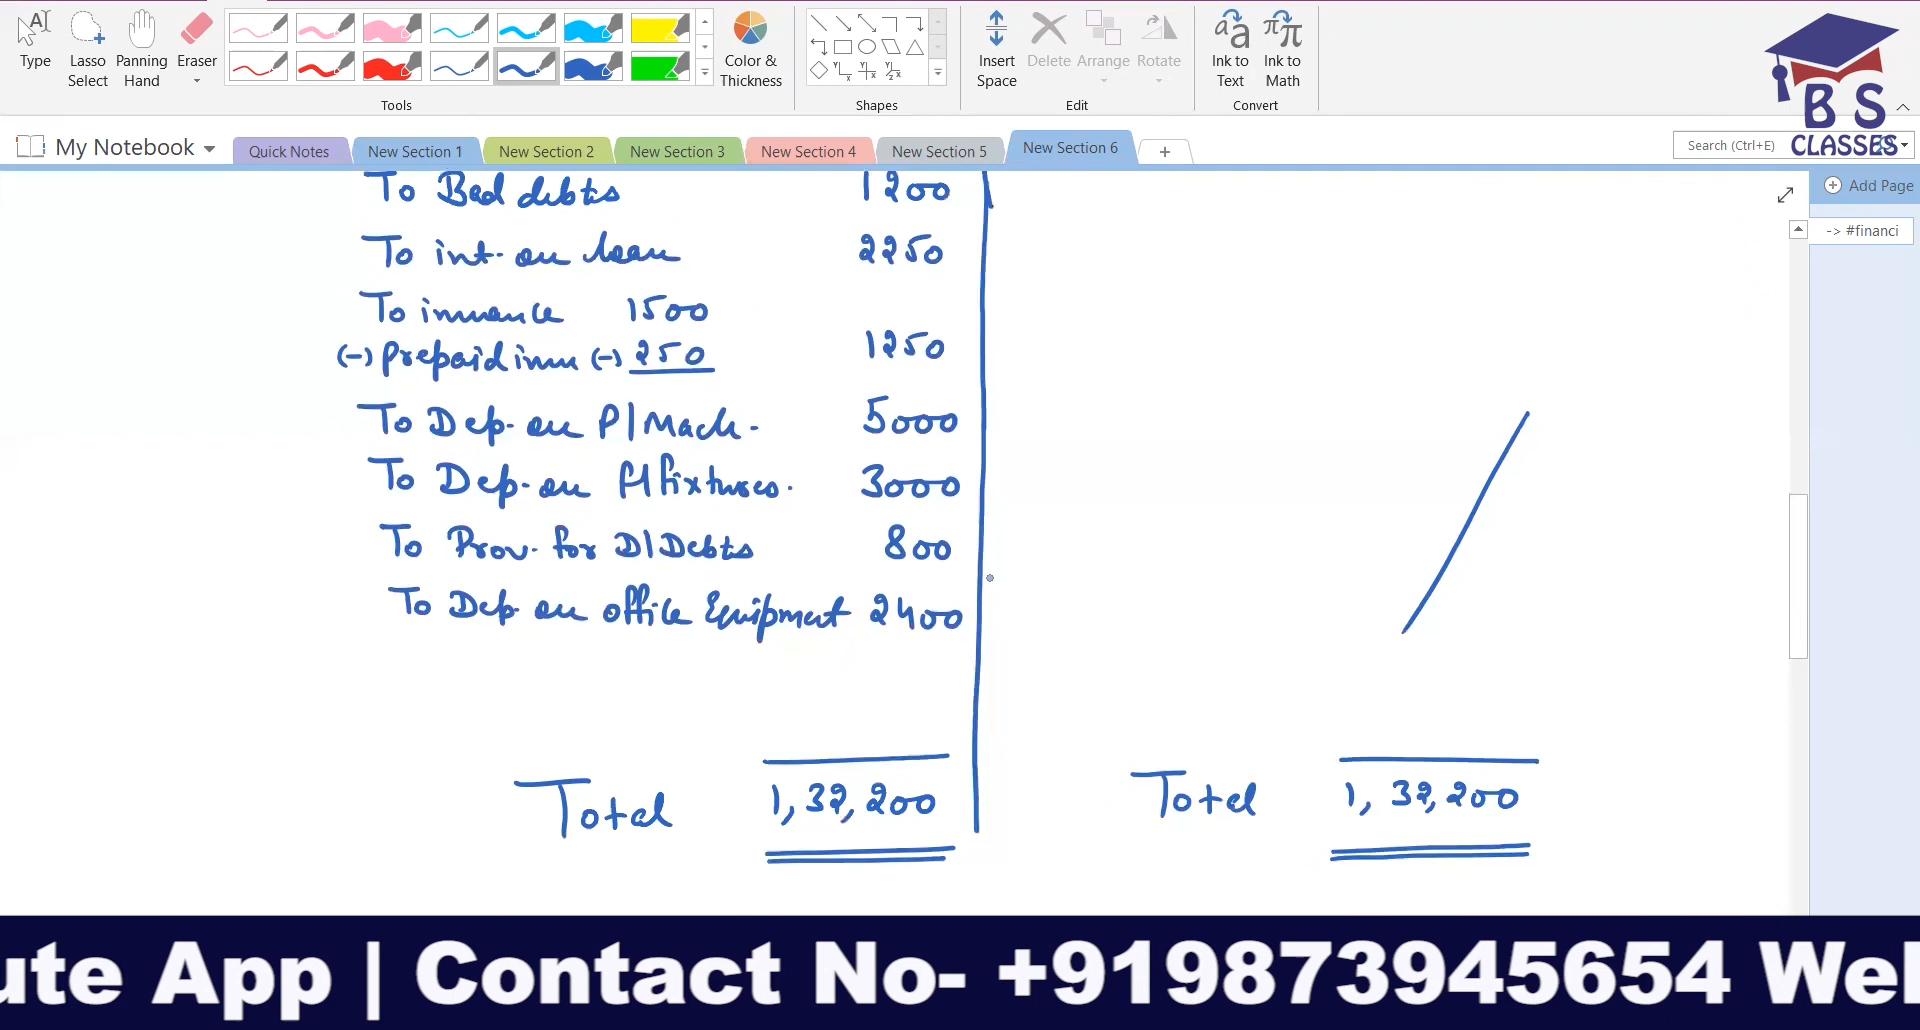 Type
Lasso Select
Panning Hand
Eraser
Color & Thickness
Insert Space
Delete
Arrange
Rotate
Ink to Text
Ink to Math
Tools
Shapes
Edit
Convert
BS
CLASSES
My Notebook
Quick Notes
New Section 1
New Section 2
New Section 3
New Section 4
New Section 5
New Section 6
Search (Ctrl+E)
Add Page
-> #financi
To Bad debts 1200
To int. on loan 2250
To insurance 1500
(-) Prepaid insu (-) 250 1250
To Dep. on P/Mach. 5000
To Dep. on f/fixtures. 3000
To Prov. for D/Debts 800
To Dep. on office Equipment 2400
Total 1,32,200 Total 1,32,200
ute App | Contact No- +919873945654 Wel